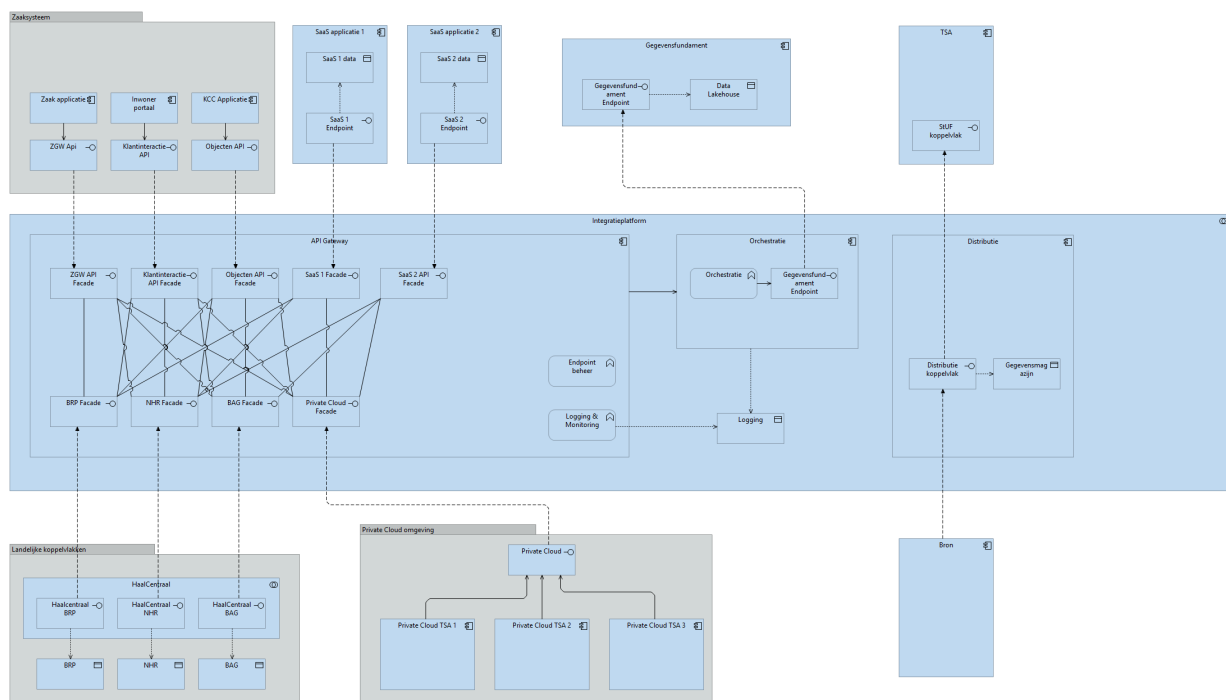 Zaaksysteem
SaaS applicatie 1
SaaS applicatie 2
Gegevensfundament
TSA
SaaS 1 data
SaaS 2 data
Zaak applicatie
Inwoner
portaal
KCC Applicatie
Gegevensfund
ament
Endpoint
Data
Lakehouse
SaaS 1
Endpoint
SaaS 2
Endpoint
StUF
koppelvlak
ZGW Api
Klantinteractie
API
Objecten API
Integratieplatform
API Gateway
Orchestratie
Distributie
ZGW API
Facade
Klantinteractie
API Facade
Objecten API
Facade
SaaS 1 Facade
SaaS 2 API
Facade
Orchestratie
Gegevensfund
ament
Endpoint
Endpoint
beheer
Distributie
koppelvlak
Gegevensmag
azijn
BRP Facade
NHR Facade
BAG Facade
Private Cloud
Facade
Logging &
Monitoring
Logging
Landelijke koppelvlakken
Private Cloud omgeving
Private Cloud
Bron
HaalCentraal
Haalcentraal
BRP
HaalCentraal
NHR
HaalCentraal
BAG
Private Cloud TSA 1
Private Cloud TSA 2
Private Cloud TSA 3
BRP
NHR
BAG